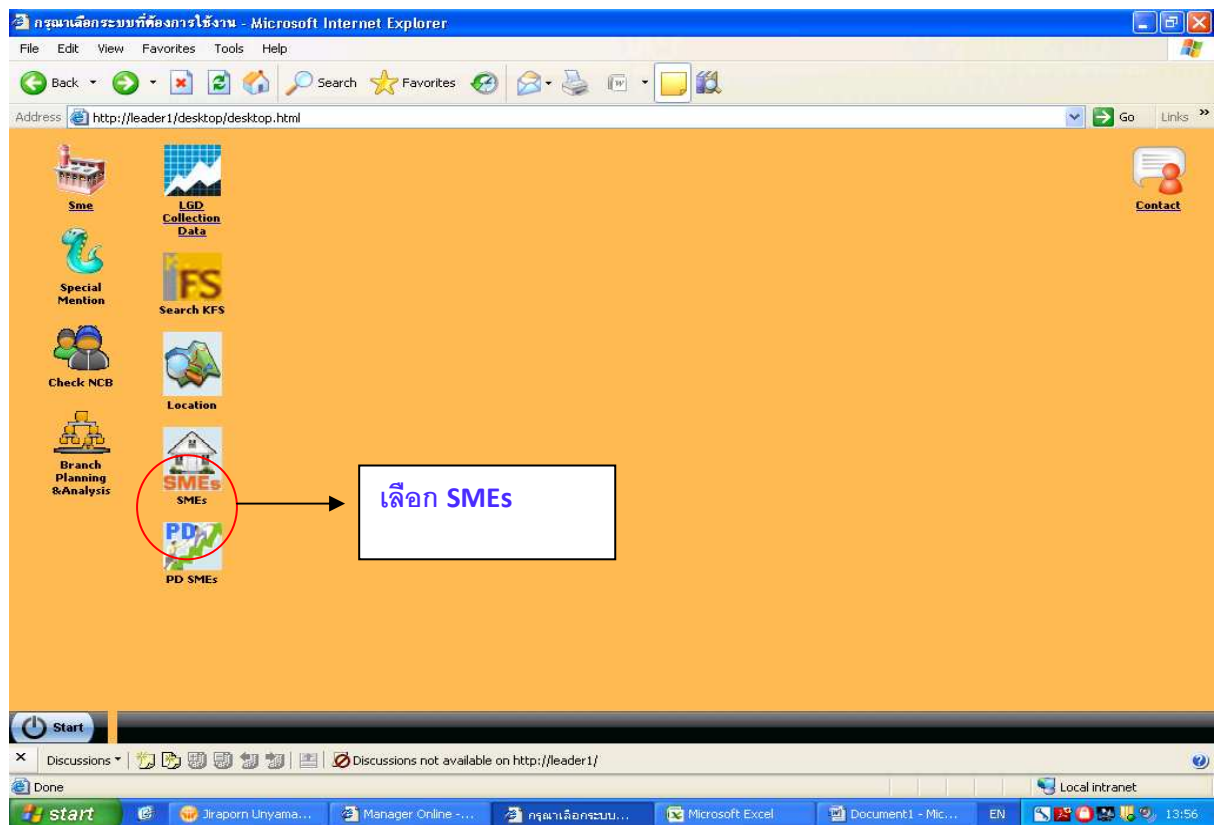 กรุณาเลือกระบบที่ต้องการใช้งาน - Microsoft Internet Explorer
File Edit View Favorites Tools Help
Back Search Favorites
Address http://leader1/desktop/desktop.html Go Links »
Sme
LGD
Collection
Data
Contact
Special
Mention
FS
Search KFS
Check NCB
Location
Branch
Planning
&Analysis
SMEs
SMEs
PD
PD SMEs
เลือก SMEs
Start
Discussions Discussions not available on http://leader1/
Done Local intranet
start Jiraporn Unyama... Manager Online -... กรุณาเลือกระบบ... Microsoft Excel Document1 - Mic... EN 13:56